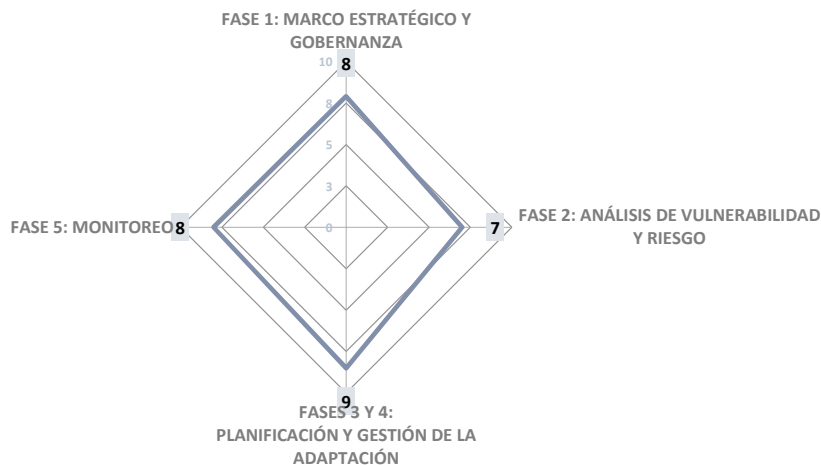 FASE 1: MARCO ESTRATÉGICO Y
GOBERNANZA
10
8
8
5
3
0
FASE 5: MONITOREO
8
7
FASE 2: ANÁLISIS DE VULNERABILIDAD
Y RIESGO
9
FASES 3 Y 4:
PLANIFICACIÓN Y GESTIÓN DE LA
ADAPTACIÓN